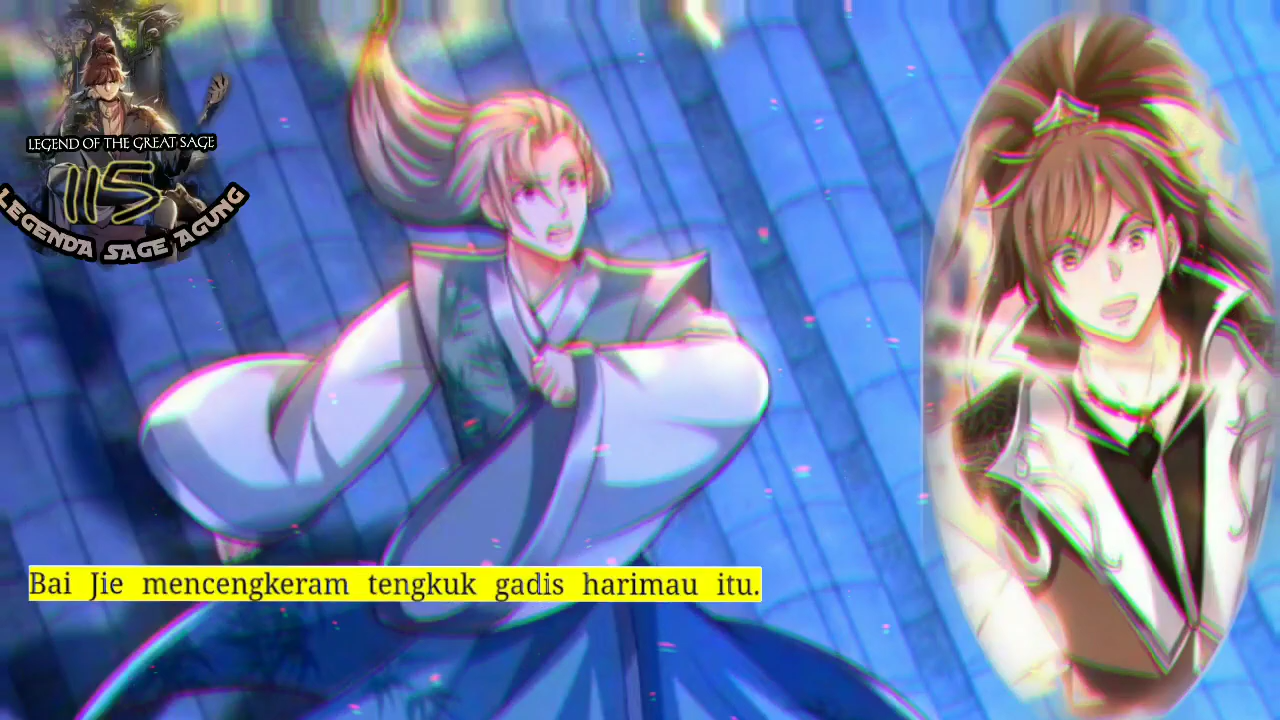 LEGEND OF THE GREAT SAGE
115
LEGENDA SAGE AGUNG
Bai Jie mencengkeram tengkuk gadis harimau itu.